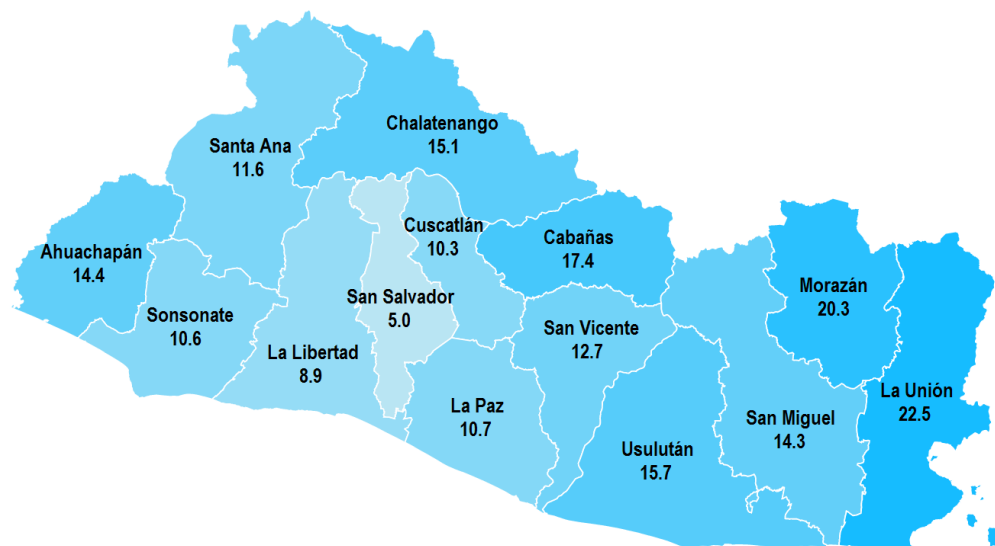 Chalatenango
15.1
Santa Ana
11.6
Cuscatlán
10.3
Cabañas
17.4
Ahuachapán
14.4
Morazán
20.3
San Salvador
5.0
Sonsonate
10.6
San Vicente
12.7
La Libertad
8.9
La Unión
22.5
La Paz
10.7
San Miguel
14.3
Usulután
15.7